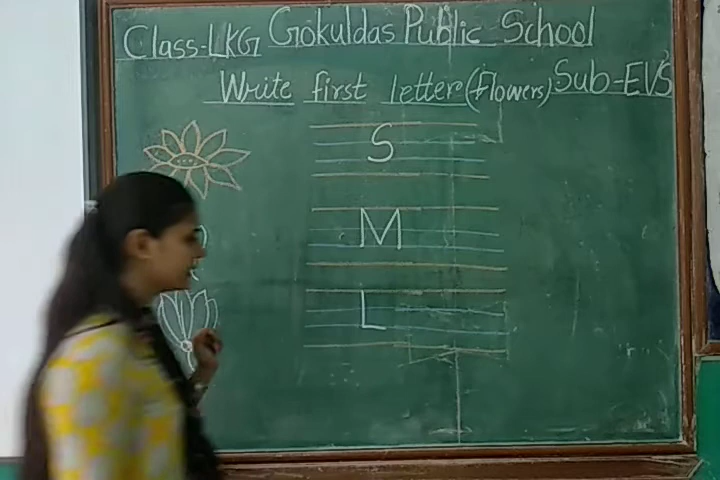 Class-LKG Gokuldas Public School
Write first letter (Flowers) Sub-EVS
S
M
L